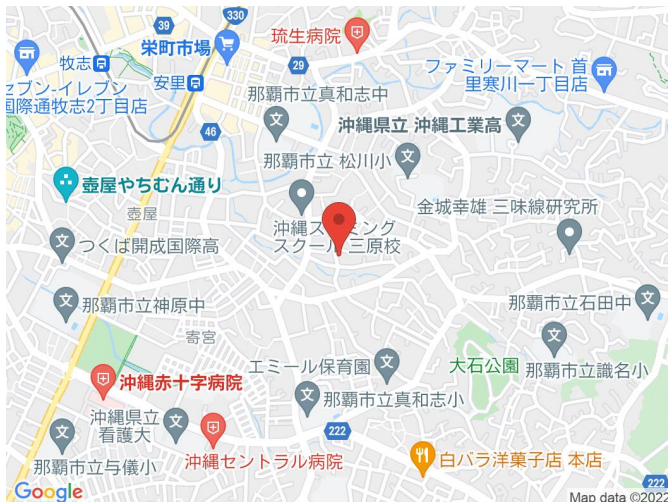 330
39
琉生病院
栄町市場
牧志
安里
29
ファミリーマート 首
里寒川一丁目店
セブン-イレブン
国際通牧志2丁目店
那覇市立真和志中
沖縄県立 沖縄工業高
46
那覇市立 松川小
壺屋やちむん通り
壺屋
金城幸雄 三味線研究所
沖縄ス
ミング
スクール 三原校
つくば開成国際高
那覇市立神原中
那覇市立石田中
寄宮
エミール保育園
大石公園
那覇市立識名小
沖縄赤十字病院
那覇市立真和志小
沖縄県立
看護大
222
沖縄セントラル病院
白バラ洋菓子店 本店
那覇市立与儀小
222
Google
Map data ©2022